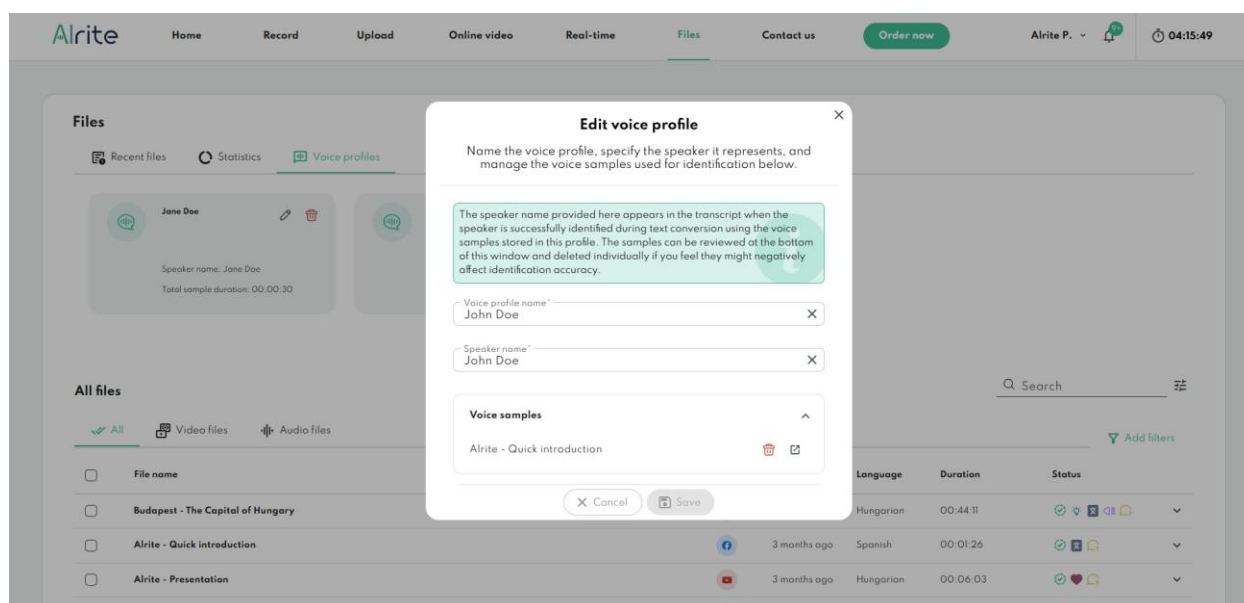 Alrite
Home
Record
Upload
Online video
Real-time
Files
Contact us
Order now
Alrite P.
9+
04:15:49
Files
Recent files
Statistics
Voice profiles
Jane Doe
Speaker name: Jane Doe
Total sample duration: 00:00:30
Edit voice profile
Name the voice profile, specify the speaker it represents, and
manage the voice samples used for identification below.
The speaker name provided here appears in the transcript when the
speaker is successfully identified during text conversion using the voice
samples stored in this profile. The samples can be reviewed at the bottom
of this window and deleted individually if you feel they might negatively
affect identification accuracy.
Voice profile name*
John Doe
Speaker name*
John Doe
Voice samples
Alrite - Quick introduction
Cancel
Save
All files
Search
All
Video files
Audio files
Add filters
File name
Language
Duration
Status
Budapest - The Capital of Hungary
Hungarian
00:44:11
Alrite - Quick introduction
3 months ago
Spanish
00:01:26
Alrite - Presentation
3 months ago
Hungarian
00:06:03